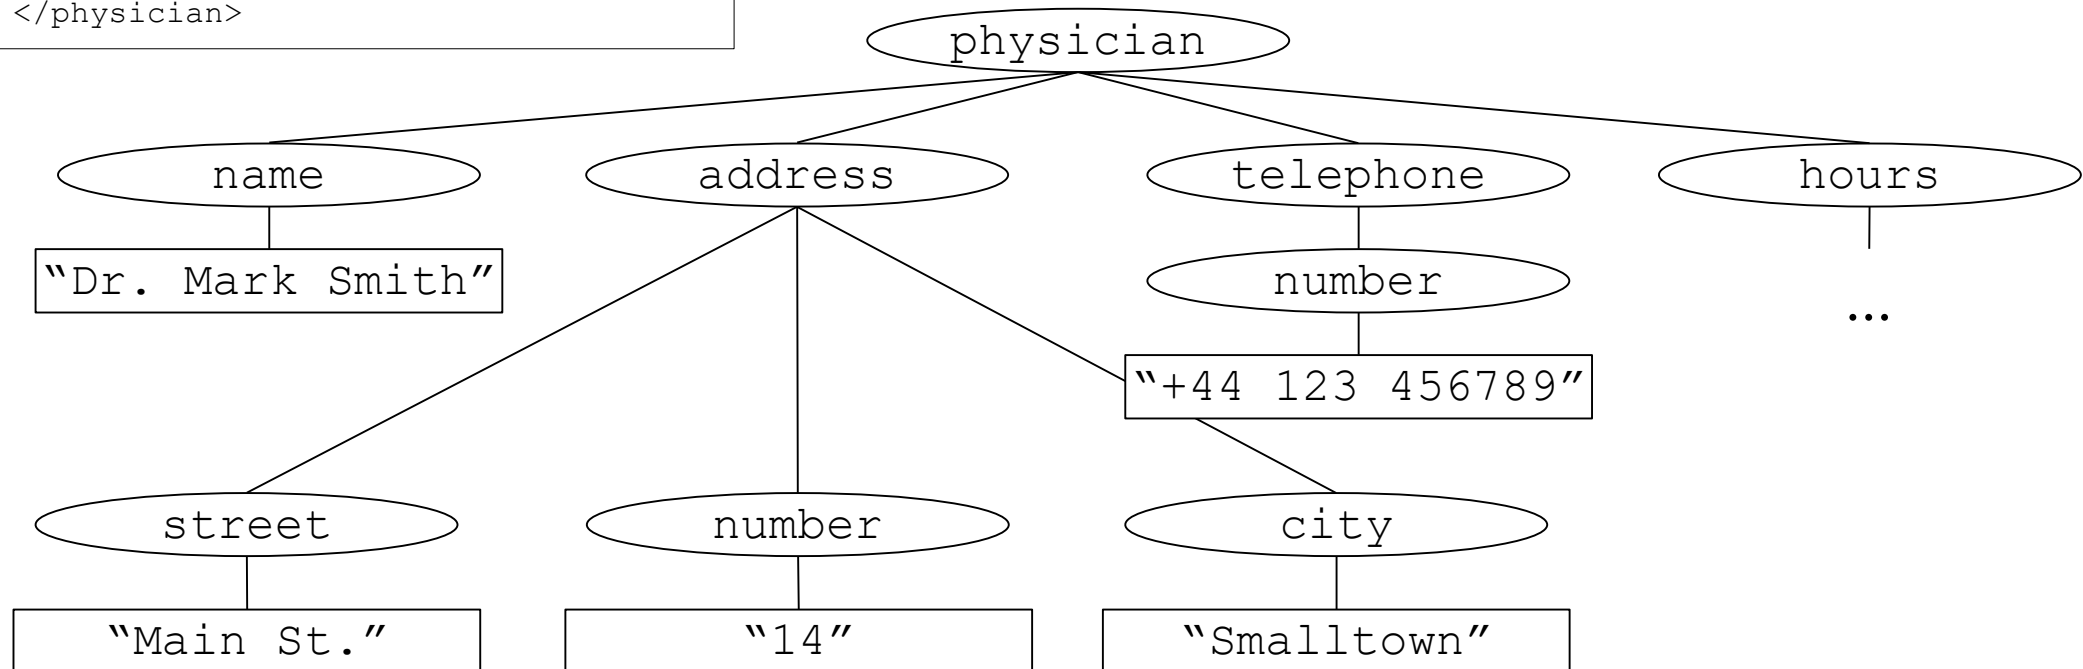 </physician>
physician
name
address
telephone
hours
“Dr. Mark Smith”
number
…
“+44 123 456789”
street
number
city
“Main St.”
“14”
“Smalltown”